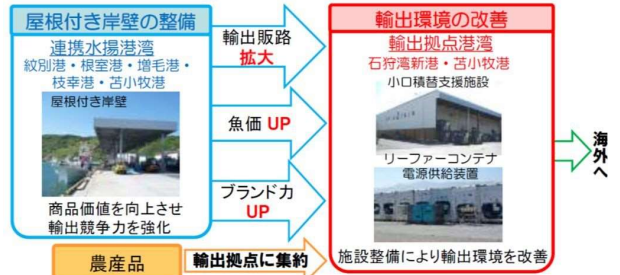 屋根付き岸壁の整備
連携水揚港湾
紋別港・根室港・増毛港・
枝幸港・苫小牧港
屋根付き岸壁
商品価値を向上させ
輸出競争力を強化
農産品
輸出販路
拡大
魚価 UP
ブランド力
UP
輸出拠点に集約
輸出環境の改善
輸出拠点港湾
石狩湾新港・苫小牧港
小口積替支援施設
リーファーコンテナ
電源供給装置
施設整備により輸出環境を改善
海外へ